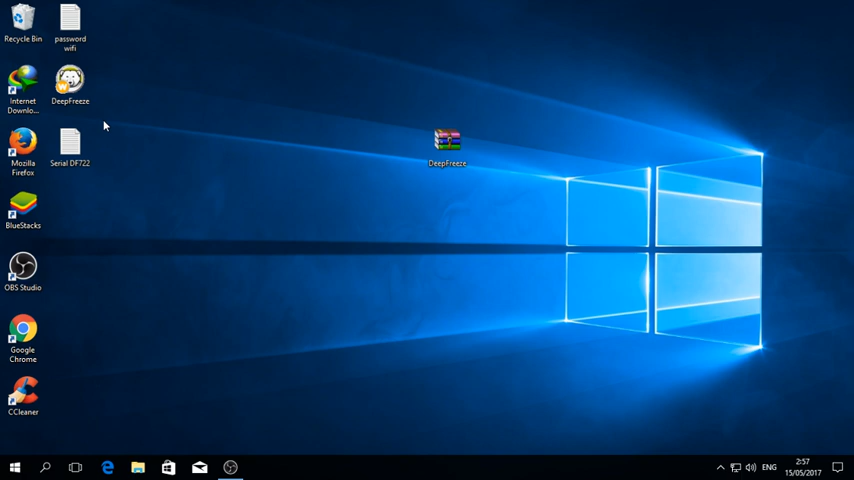 Recycle Bin
password
wifi
Internet
Downlo...
DeepFreeze
Mozilla
Firefox
Serial DF722
DeepFreeze
BlueStacks
OBS Studio
Google
Chrome
CCleaner
ENG
2:57
15/05/2017